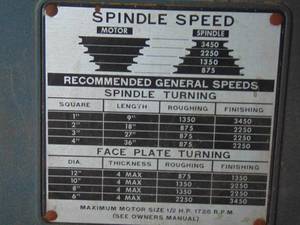 SPINDLE SPEED
MOTOR SPINDLE
3450
2250
1350
875
RECOMMENDED GENERAL SPEEDS
SPINDLE TURNING
SQUARE LENGTH ROUGHING FINISHING
1" 9" 1350 3450
2" 18" 875 2250
3" 27" 875 2250
4" 36" 875 2250
FACE PLATE TURNING
DIA. THICKNESS ROUGHING FINISHING
12" 4 MAX 875 1350
10" 4 MAX 1350 2250
8" 4 MAX 1350 2250
6" 4 MAX 2250 3450
MAXIMUM MOTOR SIZE 1/2 H.P. 1725 R.P.M.
(SEE OWNERS MANUAL)